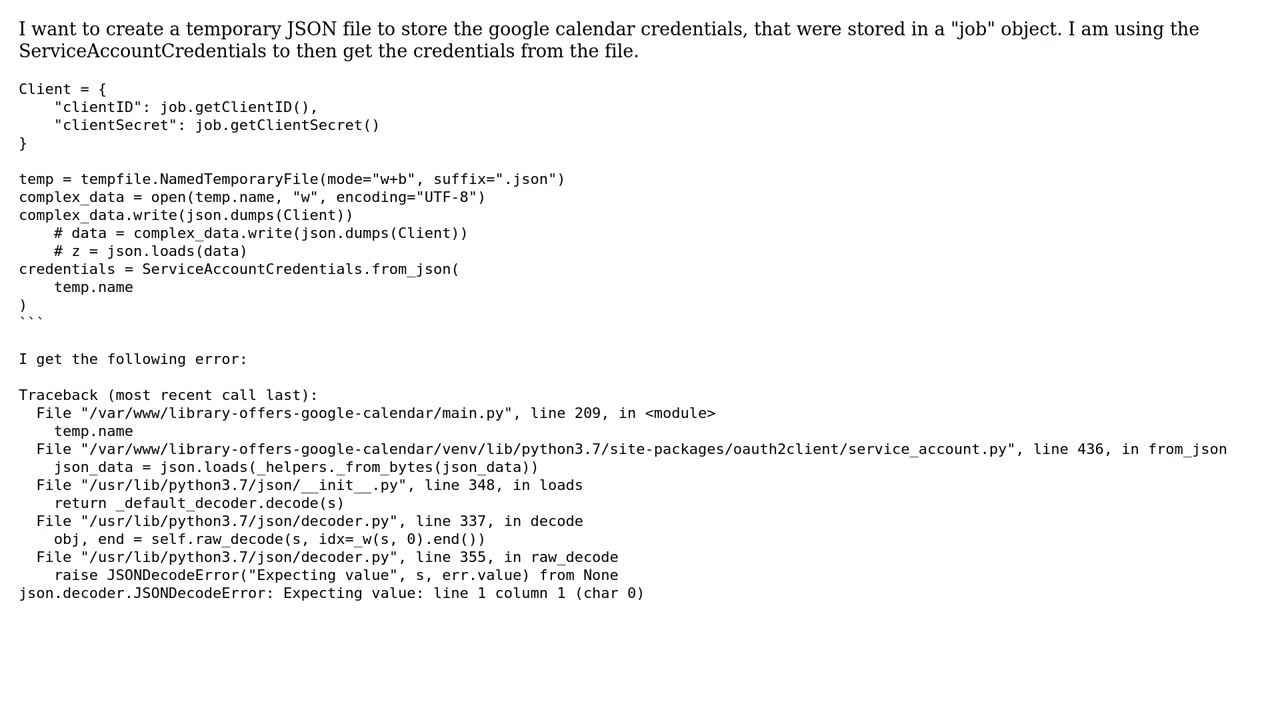 I want to create a temporary JSON file to store the google calendar credentials, that were stored in a "job" object. I am using the
ServiceAccountCredentials to then get the credentials from the file.
Client = {
    "clientID": job.getClientID(),
    "clientSecret": job.getClientSecret()
}
temp = tempfile.NamedTemporaryFile(mode="w+b", suffix=".json")
complex_data = open(temp.name, "w", encoding="UTF-8")
complex_data.write(json.dumps(Client))
    # data = complex_data.write(json.dumps(Client))
    # z = json.loads(data)
credentials = ServiceAccountCredentials.from_json(
    temp.name
)
```
I get the following error:
Traceback (most recent call last):
  File "/var/www/library-offers-google-calendar/main.py", line 209, in <module>
    temp.name
  File "/var/www/library-offers-google-calendar/venv/lib/python3.7/site-packages/oauth2client/service_account.py", line 436, in from_json
    json_data = json.loads(_helpers._from_bytes(json_data))
  File "/usr/lib/python3.7/json/__init__.py", line 348, in loads
    return _default_decoder.decode(s)
  File "/usr/lib/python3.7/json/decoder.py", line 337, in decode
    obj, end = self.raw_decode(s, idx=_w(s, 0).end())
  File "/usr/lib/python3.7/json/decoder.py", line 355, in raw_decode
    raise JSONDecodeError("Expecting value", s, err.value) from None
json.decoder.JSONDecodeError: Expecting value: line 1 column 1 (char 0)